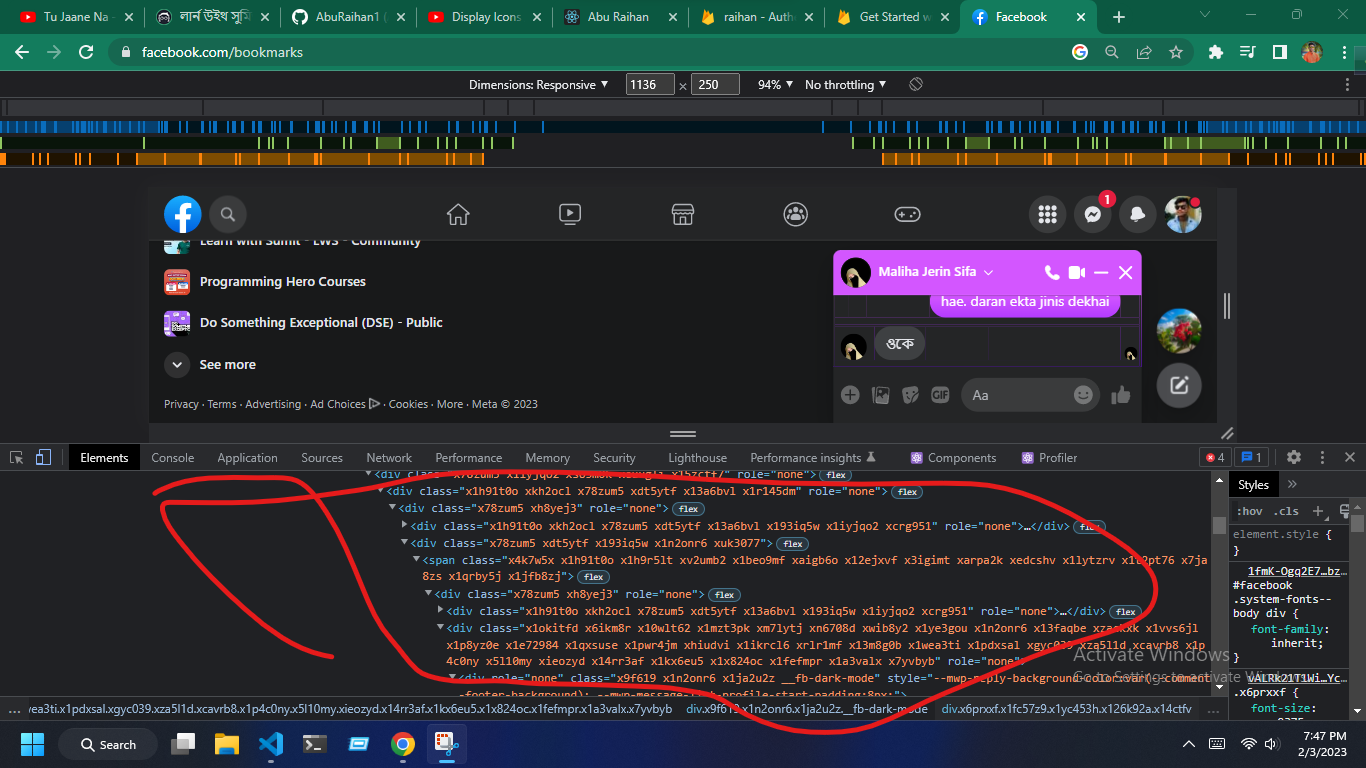 Tu Jaane Na -
লার্ন উইথ সুমি
AbuRaihan1 (
Display Icons
Abu Raihan
raihan - Auth
Get Started w
Facebook
facebook.com/bookmarks
Dimensions: Responsive 1136 × 250 94% No throttling
Learn with Sumit - LWS - Community
Programming Hero Courses
Do Something Exceptional (DSE) - Public
See more
Privacy · Terms · Advertising · Ad Choices · Cookies · More · Meta © 2023
1
Maliha Jerin Sifa
hae. daran ekta jinis dekhai
ওকে
GIF
Aa
Elements Console Application Sources Network Performance Memory Security Lighthouse Performance insights Components Profiler 4 1
role="none"> flex
<div class="x1h91t0o xkh2ocl x78zum5 xdt5ytf x13a6bvl x1r145dm" role="none"> flex
<div class="x78zum5 xh8yej3" role="none"> flex
<div class="x1h91t0o xkh2ocl x78zum5 xdt5ytf x13a6bvl x193iq5w x1iyjqo2 xcrg951" role="none">…</div> flex
<div class="x78zum5 xdt5ytf x193iq5w x1n2onr6 xuk3077"> flex
<span class="x4k7w5x x1h91t0o x1h9r5lt xv2umb2 x1beo9mf xaigb6o x12ejxvf x3igimt xarpa2k xedcshv x1lytzrv x1t2pt76 x7ja
8zs x1qrby5j x1jfb8zj"> flex
<div class="x78zum5 xh8yej3" role="none"> flex
<div class="x1h91t0o xkh2ocl x78zum5 xdt5ytf x13a6bvl x193iq5w x1iyjqo2 xcrg951" role="none">…</div> flex
<div class="x1okitfd x6ikm8r x10wlt62 x1mzt3pk xm7lytj xn6708d xwib8y2 x1ye3gou x1n2onr6 x13faqbe x1vvs6jl
x1p8yz0e x1e72984 x1qxsuse x1pwr4jm xhiudvi x1ikrcl6 xrlr1mf x13m8g0b x1wea3ti x1pdxsal xgyc039 xza5l1d xcavrb8 x1p
4c0ny x5l10my xieozyd x14rr3af x1kx6eu5 x1x824oc x1fefmpr x1a3valx x7yvbyb" role="none">
<div role="none" class="x9f619 x1n2onr6 x1ja2u2z __fb-dark-mode" style="--mwp-reply-background-color:var(--comment
-footer-background); --mwp-message-list-profile-start-padding:8px;">
… vea3ti.x1pdxsal.xgyc039.xza5l1d.xcavrb8.x1p4c0ny.x5l10my.xieozyd.x14rr3af.x1kx6eu5.x1x824oc.x1fefmpr.x1a3valx.x7yvbyb div.x9f619.x1n2onr6.x1ja2u2z.__fb-dark-mode div.x6prxxf.x1fc57z9.x1yc453h.x126k92a.x14ctfv …
Styles
:hov .cls
element.style {
}
1fmK-Ogq2E7…bz…
#facebook
.system-fonts--
body div {
font-family:
inherit;
}
.x6prxxf {
font-size:
Activate Windows
Go to Settings to activate Windows.
Search
7:47 PM
2/3/2023